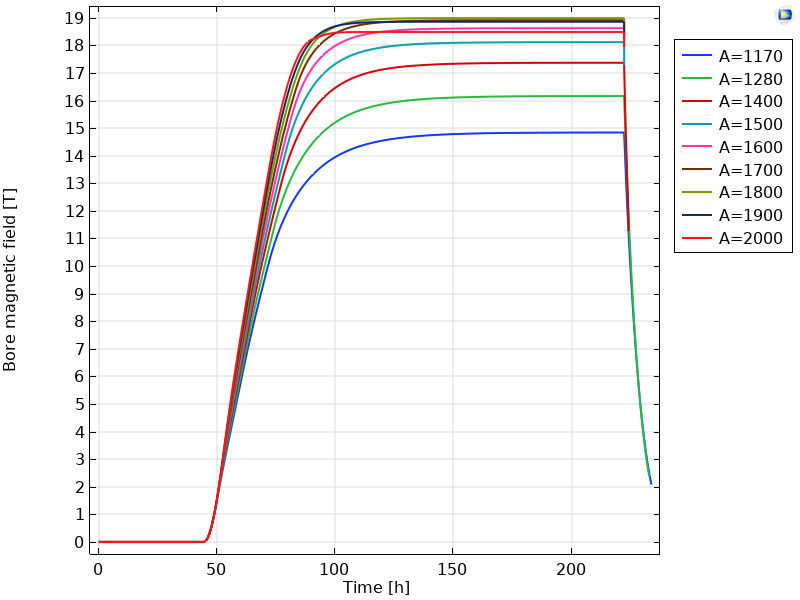 Bore magnetic field [T]
19
18
17
16
15
14
13
12
11
10
9
8
7
6
5
4
3
2
1
0
0 50 100 150 200
Time [h]
A=1170
A=1280
A=1400
A=1500
A=1600
A=1700
A=1800
A=1900
A=2000